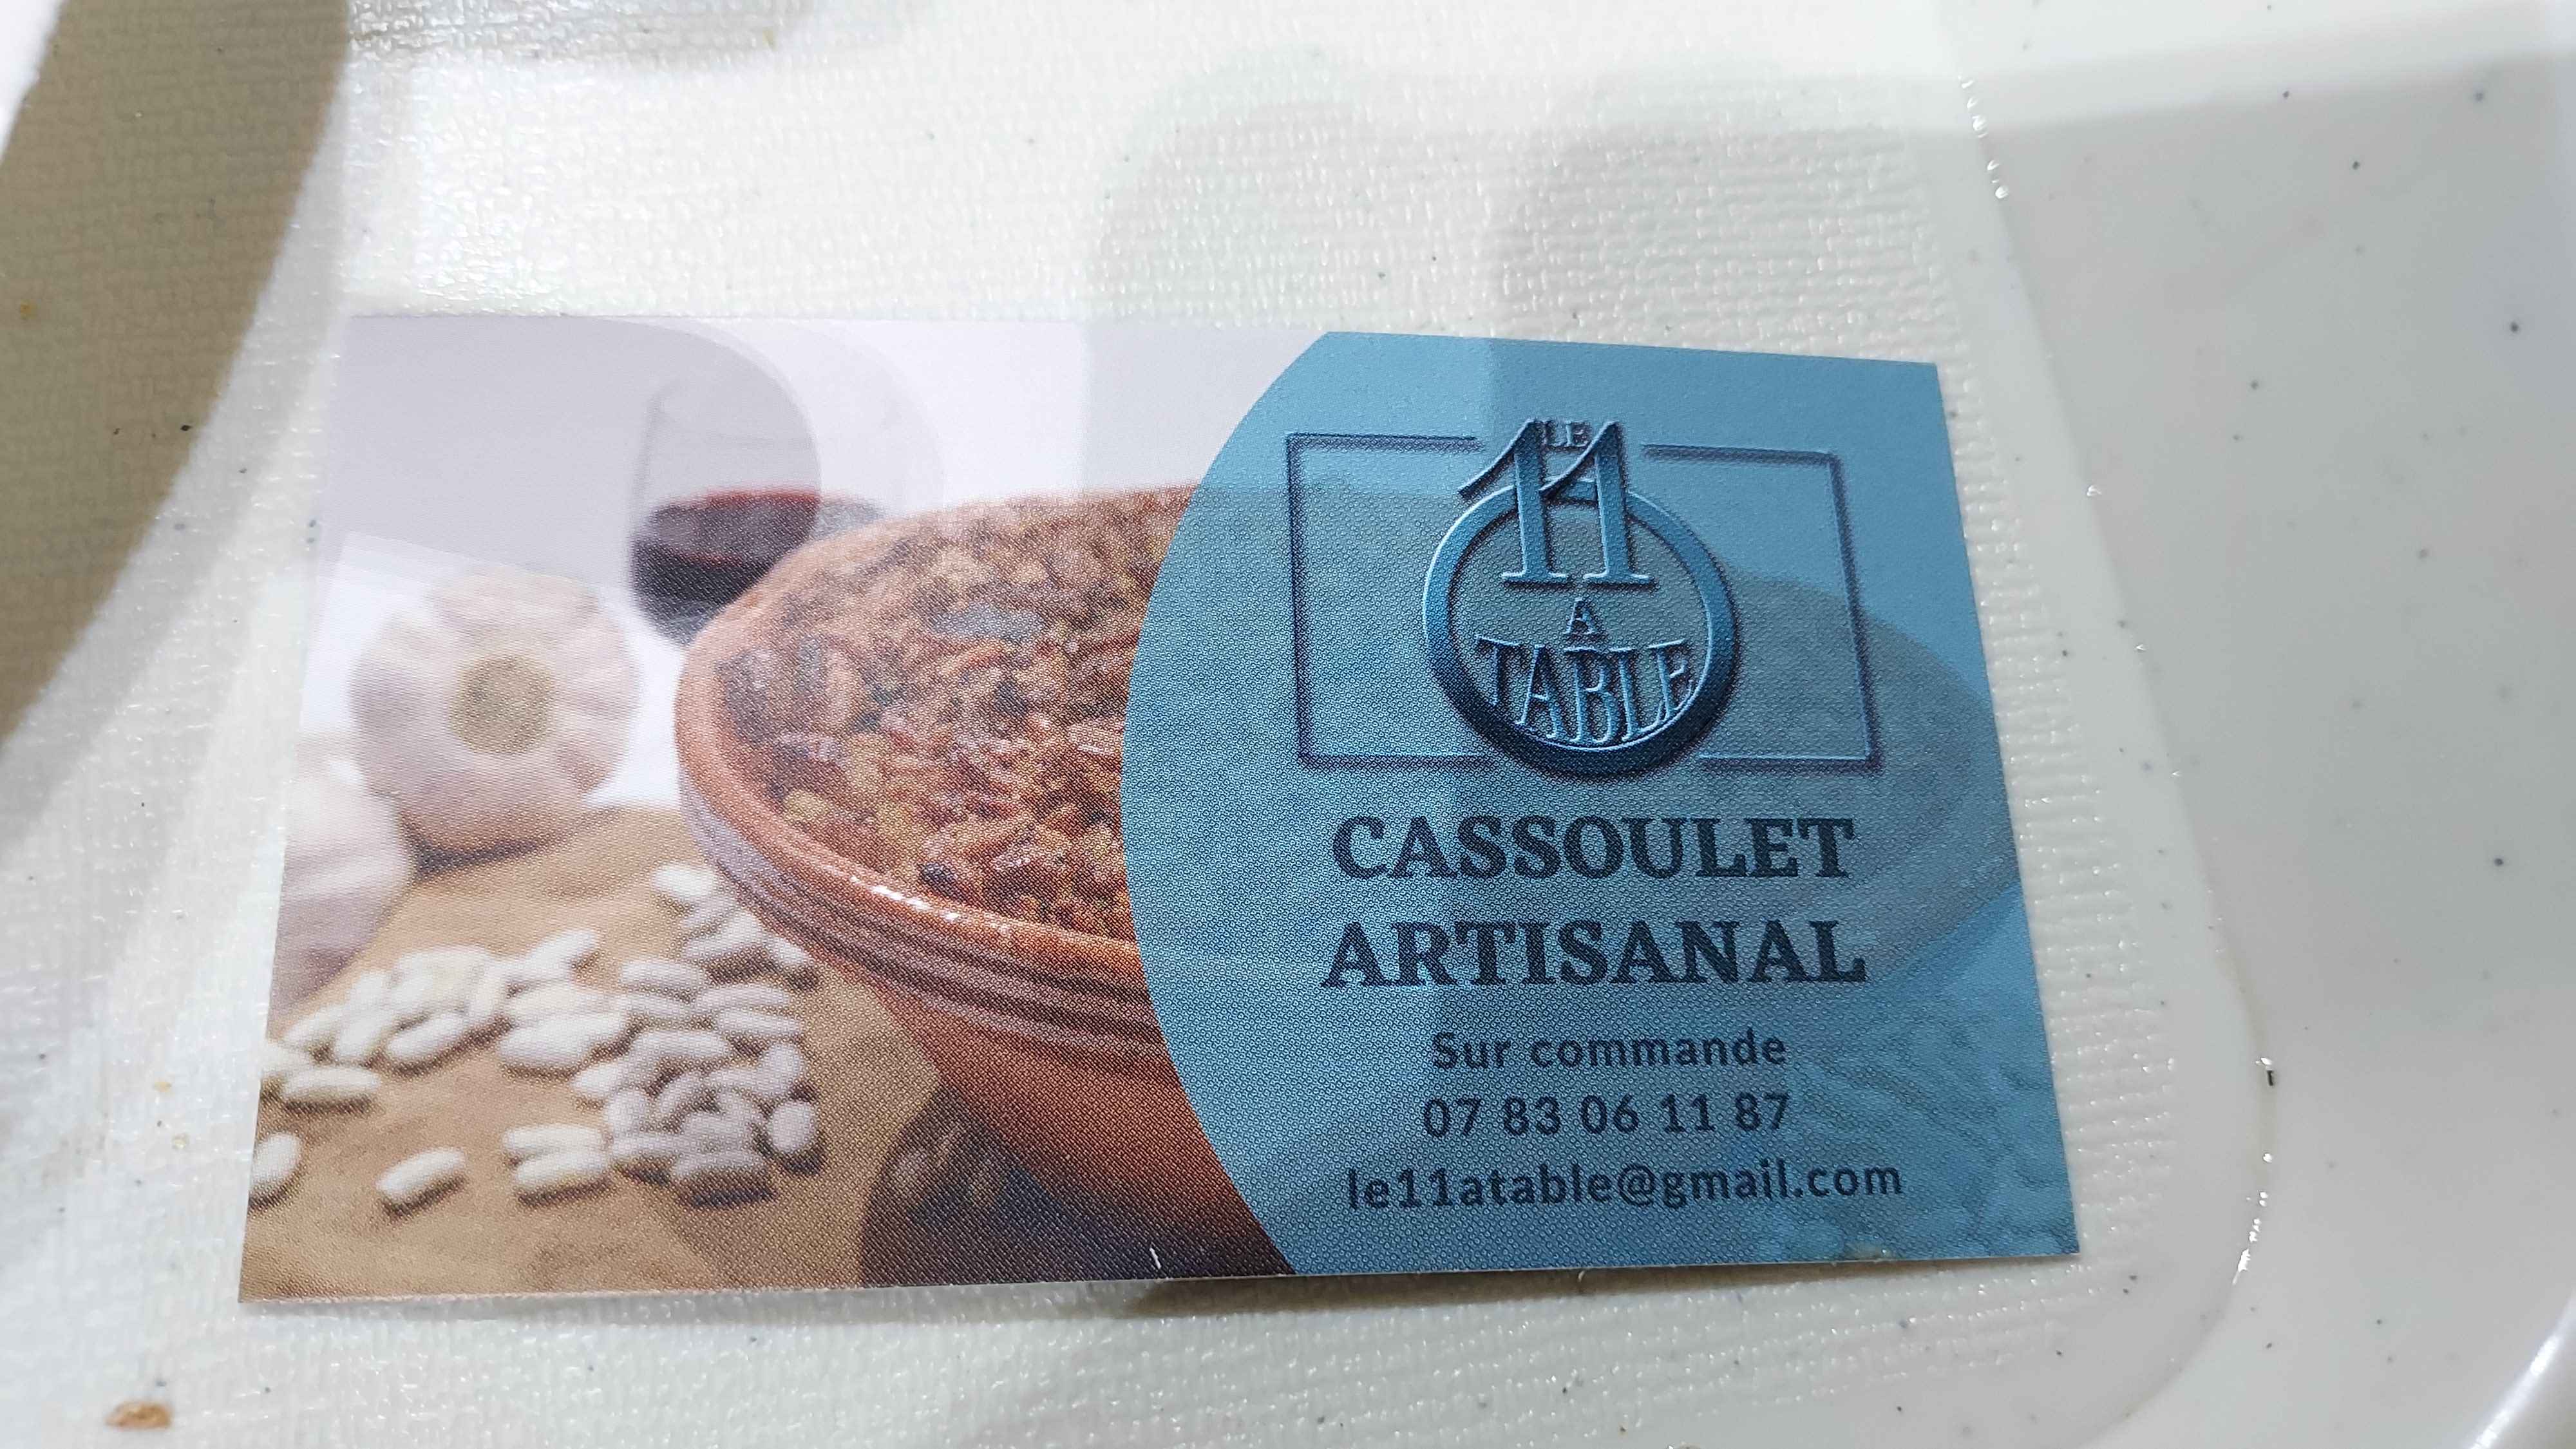 LE
11
A
TABLE
CASSOULET
ARTISANAL
Sur commande
07 83 06 11 87
le11atable@gmail.com